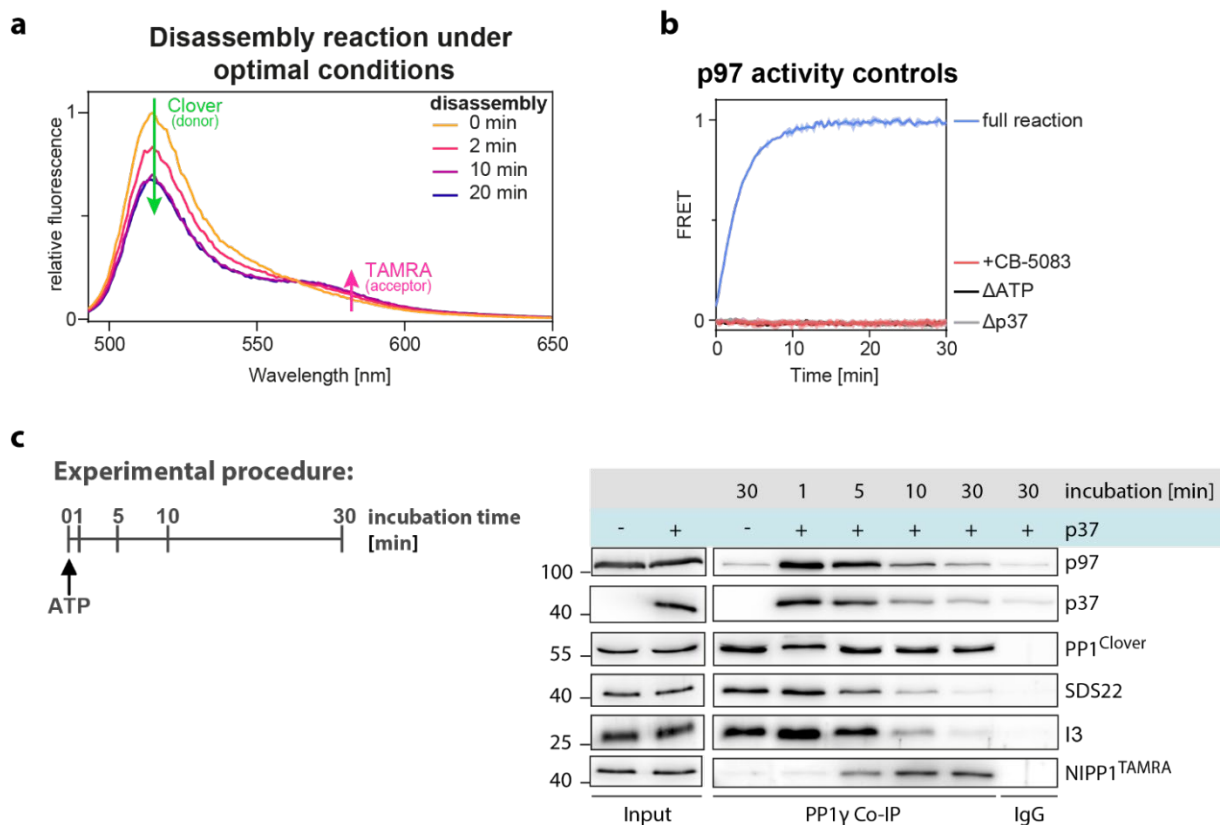 a
Disassembly reaction under
optimal conditions
relative fluorescence
1
0
Clover
(donor)
disassembly
0 min
2 min
10 min
20 min
TAMRA
(acceptor)
500 550 600 650
Wavelength [nm]
b
p97 activity controls
FRET
1
0
full reaction
+CB-5083
ΔATP
Δp37
0 10 20 30
Time [min]
c
Experimental procedure:
0 1 5 10 30 incubation time
[min]
ATP
30 1 5 10 30 30 incubation [min]
- + - + + + + + p37
100 p97
40 p37
55 PP1Clover
40 SDS22
25 I3
40 NIPP1TAMRA
Input PP1γ Co-IP IgG